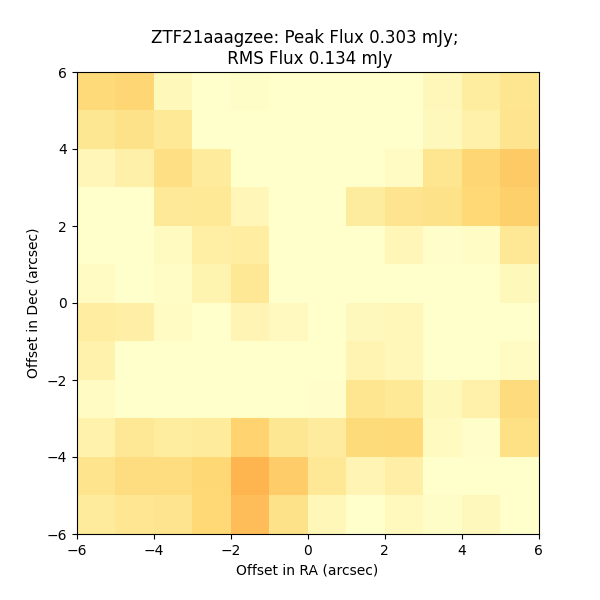 ZTF21aaagzee: Peak Flux 0.303 mJy;
RMS Flux 0.134 mJy
6
4
2
0
−2
−4
−6
Offset in Dec (arcsec)
−6 −4 −2 0 2 4 6
Offset in RA (arcsec)